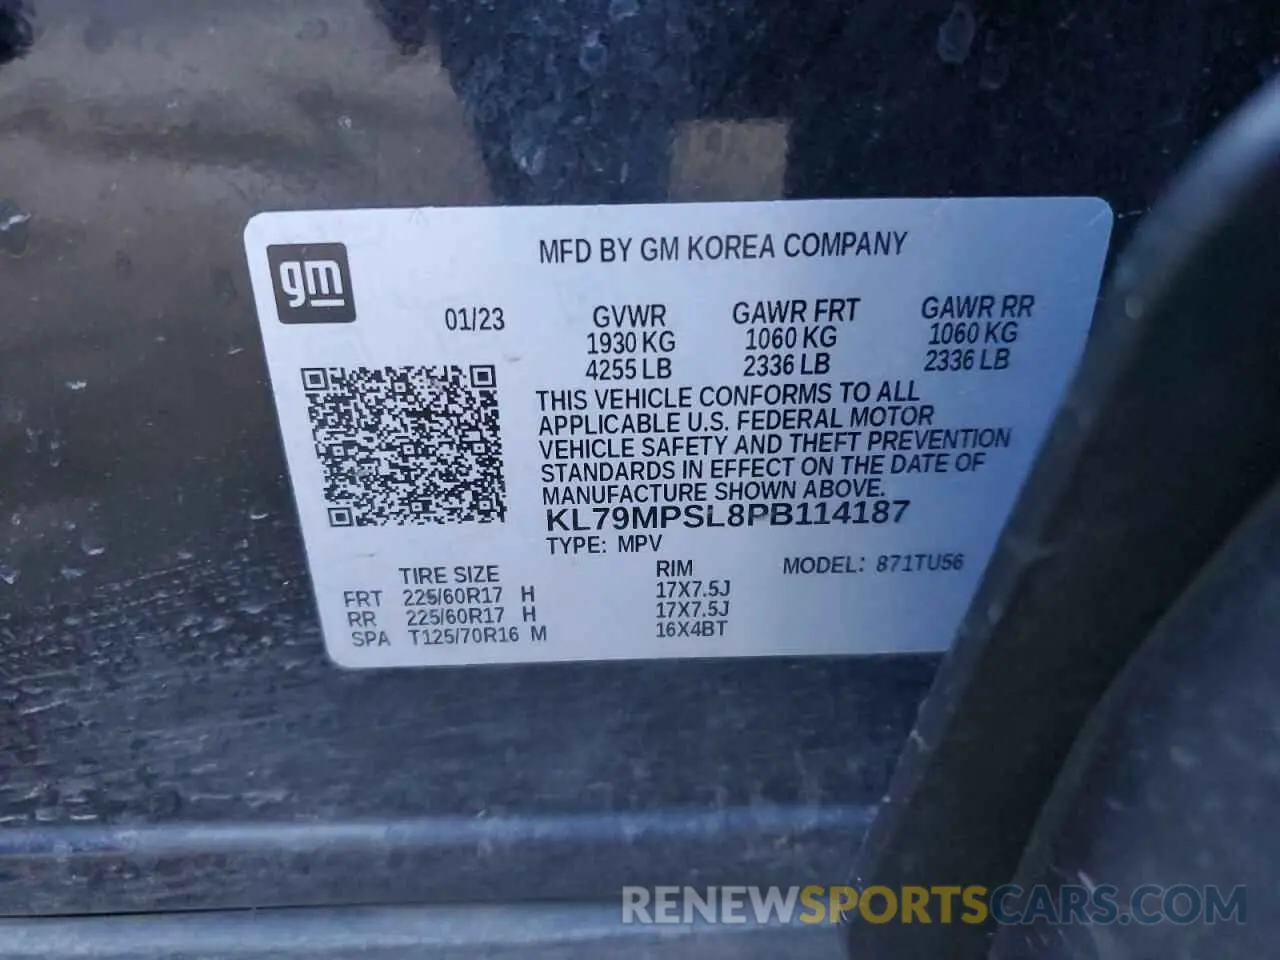 MFD BY GM KOREA COMPANY
gm
01/23 GVWR GAWR FRT GAWR RR
1930 KG 1060 KG 1060 KG
4255 LB 2336 LB 2336 LB
THIS VEHICLE CONFORMS TO ALL
APPLICABLE U.S. FEDERAL MOTOR
VEHICLE SAFETY AND THEFT PREVENTION
STANDARDS IN EFFECT ON THE DATE OF
MANUFACTURE SHOWN ABOVE.
KL79MPSL8PB114187
TYPE: MPV
TIRE SIZE RIM MODEL: 871TU56
FRT 225/60R17 H 17X7.5J
RR 225/60R17 H 17X7.5J
SPA T125/70R16 M 16X4BT
RENEWSPORTSCARS.COM